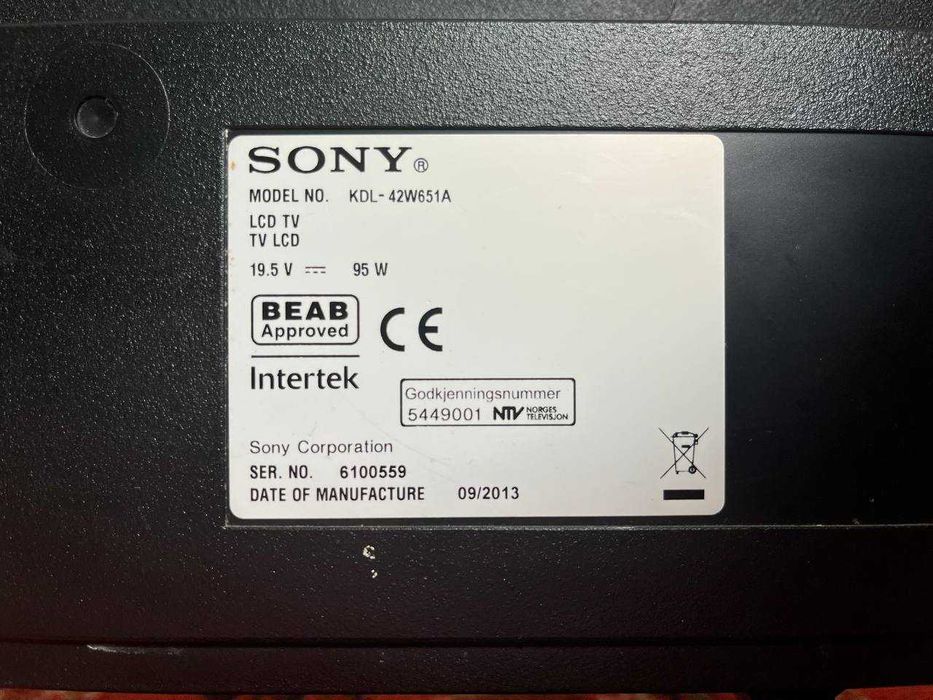 SONY®
MODEL NO. KDL-42W651A
LCD TV
TV LCD
19.5 V ⎓ 95 W
BEAB
Approved
CE
Intertek
Godkjenningsnummer
5449001 NTV NORGES TELEVISJON
Sony Corporation
SER. NO. 6100559
DATE OF MANUFACTURE 09/2013